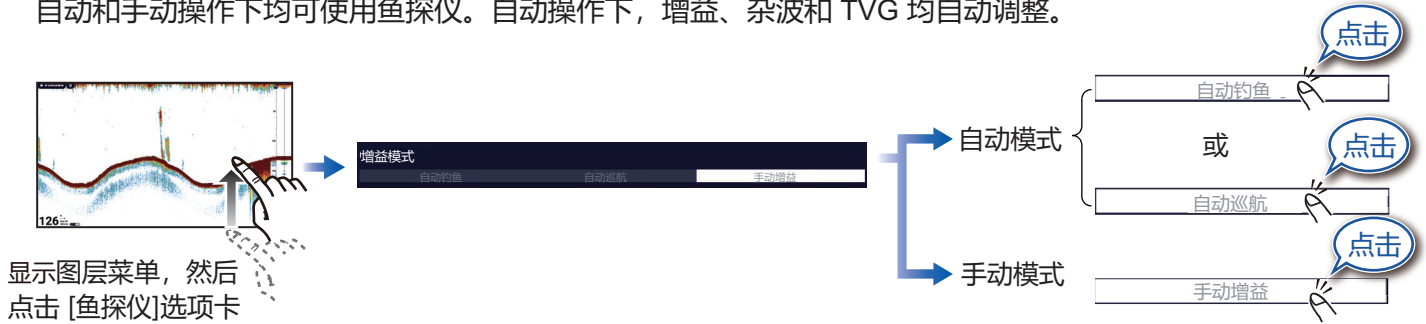 自动和手动操作下均可使用鱼探仪。自动操作下，增益、杂波和 TVG 均自动调整。
点击
自动钓鱼
自动模式
或
点击
增益模式
自动钓鱼 自动巡航 手动增益
自动巡航
126
点击
显示图层菜单，然后
点击 [鱼探仪]选项卡
手动模式
手动增益